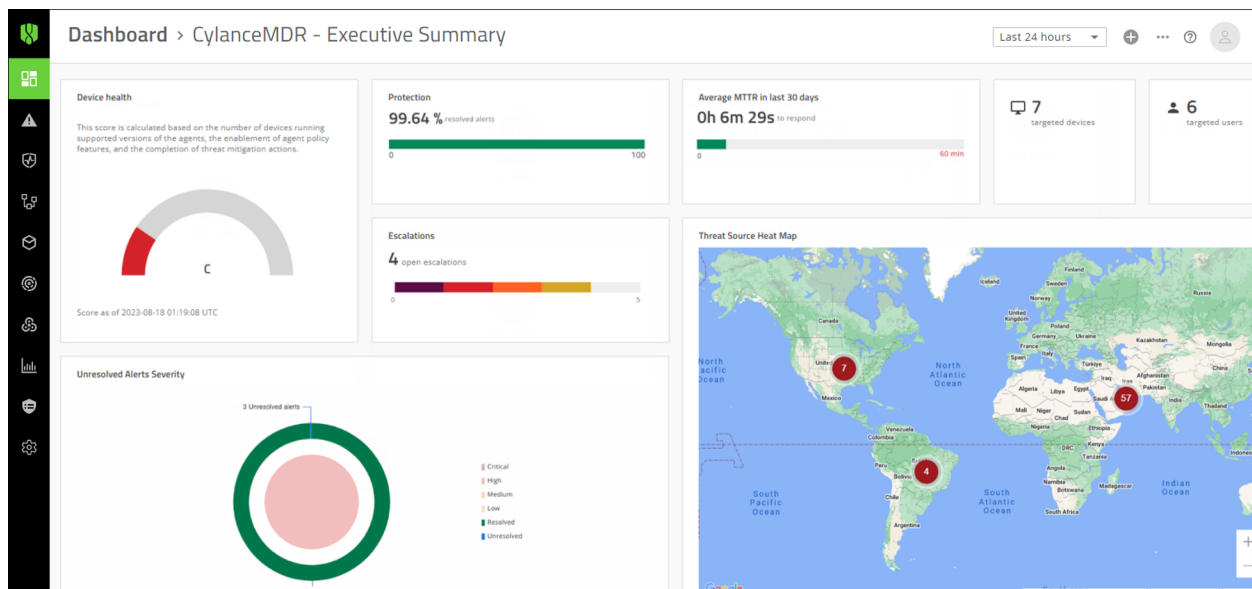 Dashboard > CylanceMDR - Executive Summary
Last 24 hours
Device health
This score is calculated based on the number of devices running
supported versions of the agents, the enablement of agent policy
features, and the completion of threat mitigation actions.
C
Score as of 2023-08-18 01:19:08 UTC
Protection
99.64 % resolved alerts
0 100
Average MTTR in last 30 days
0h 6m 29s to respond
0 60 min
7
targeted devices
6
targeted users
Escalations
4 open escalations
0 5
Unresolved Alerts Severity
3 Unresolved alerts
Critical
High
Medium
Low
Resolved
Unresolved
Threat Source Heat Map
Iceland
Finland
Sweden
Norway
Russia
United
Kingdom
Canada
Poland
Germany
Ukraine
France
Kazakhstan
Mongolia
Spain
Italy
Türkiye
North
Atlantic
Ocean
7
Afghanistan
China
Iraq
Iran
Pakistan
Algeria
Libya
Egypt
57
India
Mexico
Mali
Niger
Chad
Sudan
Thailand
Nigeria
Ethiopia
Venezuela
Colombia
DRC
Kenya
Tanzania
Peru
4
Angola
Namibia
Botswana
Madagascar
South
Pacific
Ocean
Chile
South
Atlantic
Ocean
Indian
Ocean
South Africa
Argentina